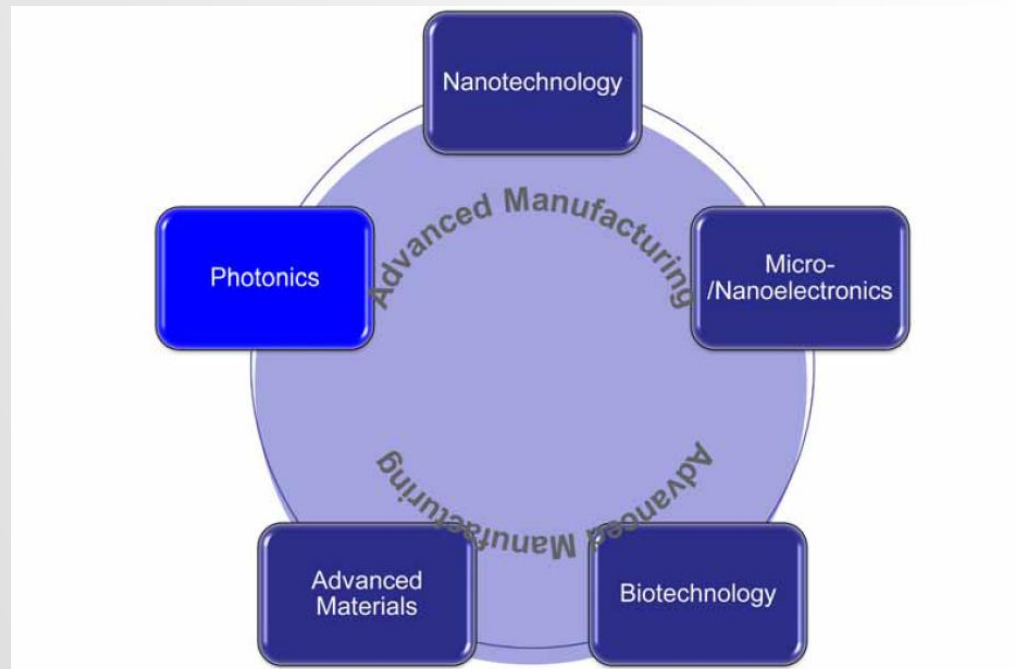 Nanotechnology
Advanced Manufacturing
Photonics
Micro-
/Nanoelectronics
Advanced Manufacturing
Advanced
Materials
Biotechnology